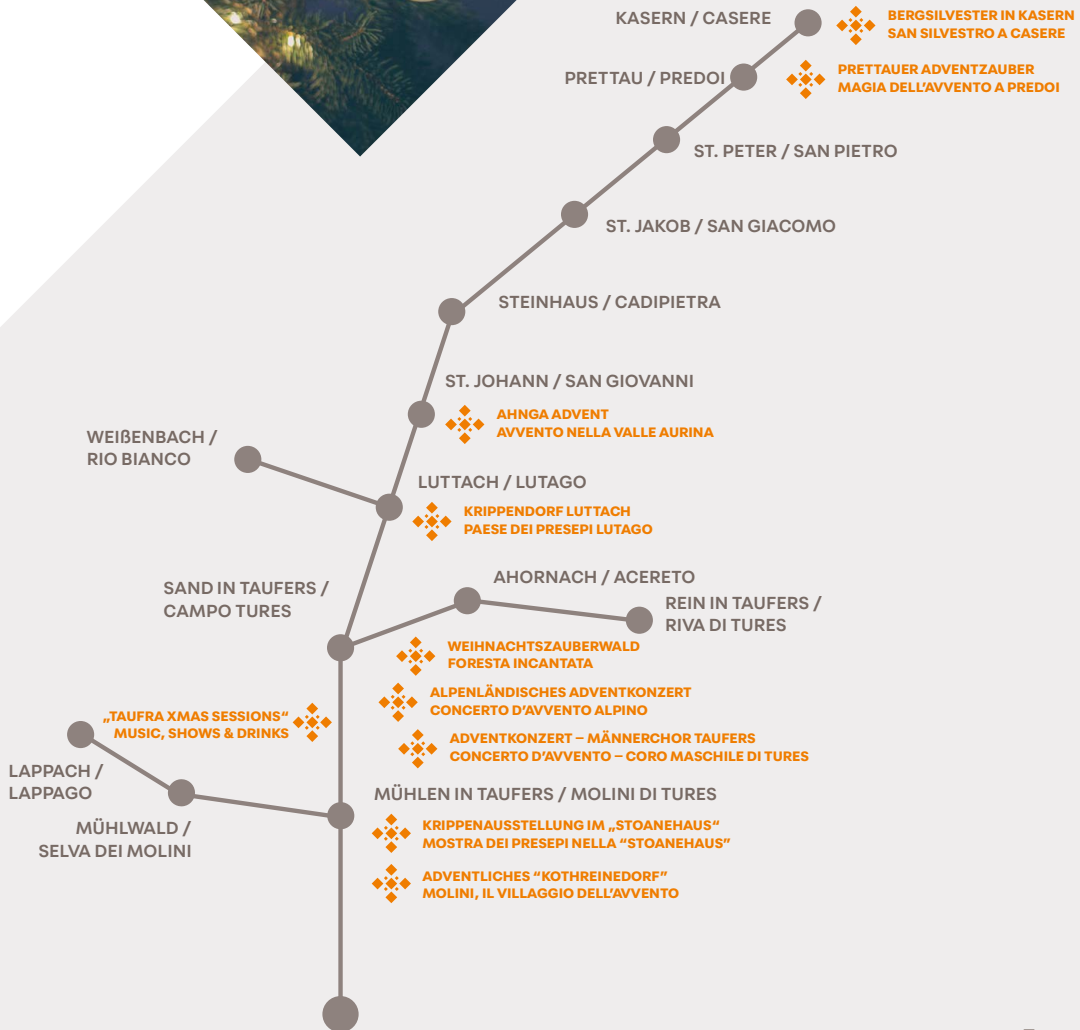 KASERN / CASERE
BERGSILVESTER IN KASERN
SAN SILVESTRO A CASERE
PRETTAU / PREDOI
PRETTAUER ADVENTZAUBER
MAGIA DELL'AVVENTO A PREDOI
ST. PETER / SAN PIETRO
ST. JAKOB / SAN GIACOMO
STEINHAUS / CADIPIETRA
ST. JOHANN / SAN GIOVANNI
AHNGA ADVENT
AVVENTO NELLA VALLE AURINA
WEIßENBACH /
RIO BIANCO
LUTTACH / LUTAGO
KRIPPENDORF LUTTACH
PAESE DEI PRESEPI LUTAGO
SAND IN TAUFERS /
CAMPO TURES
AHORNACH / ACERETO
REIN IN TAUFERS /
RIVA DI TURES
WEIHNACHTSZAUBERWALD
FORESTA INCANTATA
ALPENLÄNDISCHES ADVENTKONZERT
CONCERTO D'AVVENTO ALPINO
„TAUFRA XMAS SESSIONS“
MUSIC, SHOWS & DRINKS
ADVENTKONZERT – MÄNNERCHOR TAUFERS
CONCERTO D'AVVENTO – CORO MASCHILE DI TURES
LAPPACH /
LAPPAGO
MÜHLWALD /
SELVA DEI MOLINI
MÜHLEN IN TAUFERS / MOLINI DI TURES
KRIPPENAUSSTELLUNG IM „STOANEHAUS“
MOSTRA DEI PRESEPI NELLA “STOANEHAUS”
ADVENTLICHES “KOTHREINEDORF”
MOLINI, IL VILLAGGIO DELL'AVVENTO